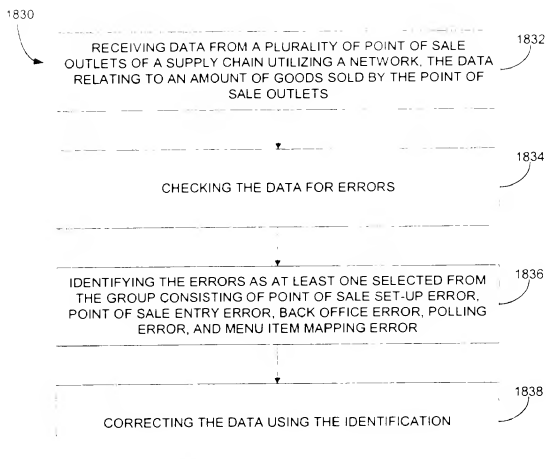 1830
1832
RECEIVING DATA FROM A PLURALITY OF POINT OF SALE
OUTLETS OF A SUPPLY CHAIN UTILIZING A NETWORK, THE DATA
RELATING TO AN AMOUNT OF GOODS SOLD BY THE POINT OF
SALE OUTLETS
1834
CHECKING THE DATA FOR ERRORS
1836
IDENTIFYING THE ERRORS AS AT LEAST ONE SELECTED FROM
THE GROUP CONSISTING OF POINT OF SALE SET-UP ERROR,
POINT OF SALE ENTRY ERROR, BACK OFFICE ERROR, POLLING
ERROR, AND MENU ITEM MAPPING ERROR
1838
CORRECTING THE DATA USING THE IDENTIFICATION